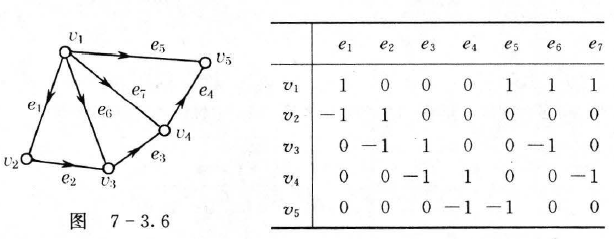 v₁
e₅
v₅
e₁
e₆
e₇
e₄
v₄
v₂
e₂
v₃
e₃
图 7-3.6
e₁ e₂ e₃ e₄ e₅ e₆ e₇
v₁ 1 0 0 0 1 1 1
v₂ -1 1 0 0 0 0 0
v₃ 0 -1 1 0 0 -1 0
v₄ 0 0 -1 1 0 0 -1
v₅ 0 0 0 -1 -1 0 0